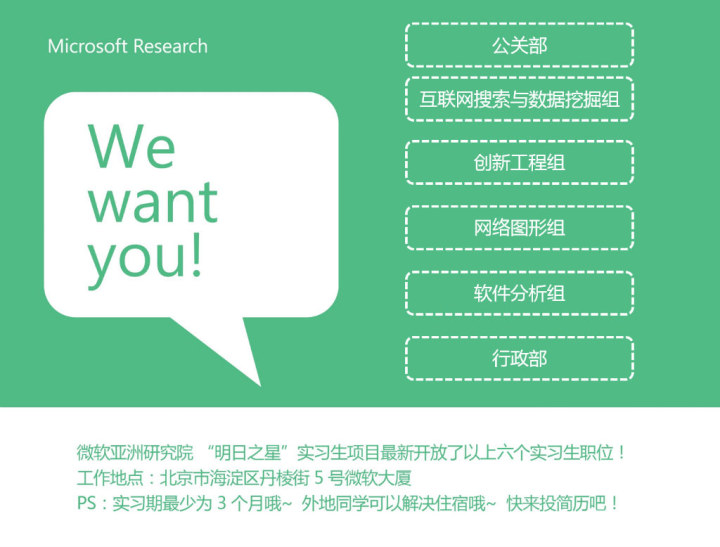 Microsoft Research
We
want
you!
公关部
互联网搜索与数据挖掘组
创新工程组
网络图形组
软件分析组
行政部
微软亚洲研究院 “明日之星”实习生项目最新开放了以上六个实习生职位！
工作地点：北京市海淀区丹棱街 5 号微软大厦
PS：实习期最少为 3 个月哦~ 外地同学可以解决住宿哦~ 快来投简历吧！